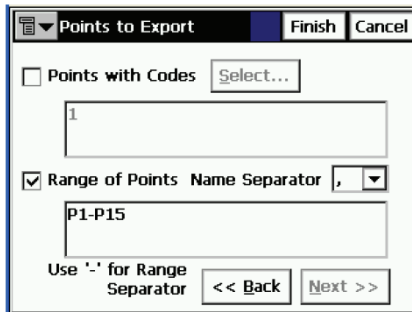 Points to Export Finish Cancel
Points with Codes Select...
1
Range of Points Name Separator ,
P1-P15
Use '-' for Range
Separator << Back Next >>